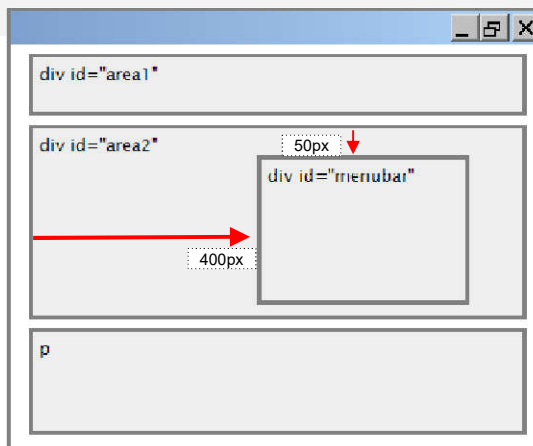 div id="area1"
div id="area2"
50px
div id="menubar"
400px
p